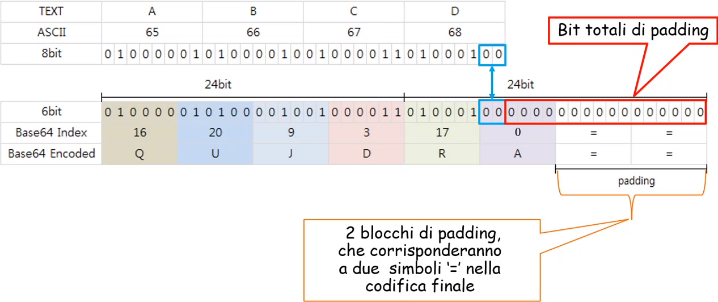 TEXT A B C D
ASCII 65 66 67 68
8bit 0 1 0 0 0 0 0 1 0 1 0 0 0 0 1 0 0 1 0 0 0 0 1 1 0 1 0 0 0 1 0 0
Bit totali di padding
24bit 24bit
6bit 0 1 0 0 0 0 0 1 0 1 0 0 0 0 1 0 0 1 0 0 0 0 1 1 0 1 0 0 0 1 0 0 0 0 0 0 0 0 0 0 0 0 0 0 0 0 0 0
Base64 Index 16 20 9 3 17 0 = =
Base64 Encoded Q U J D R A = =
padding
2 blocchi di padding,
che corrisponderanno
a due simboli ‘=’ nella
codifica finale